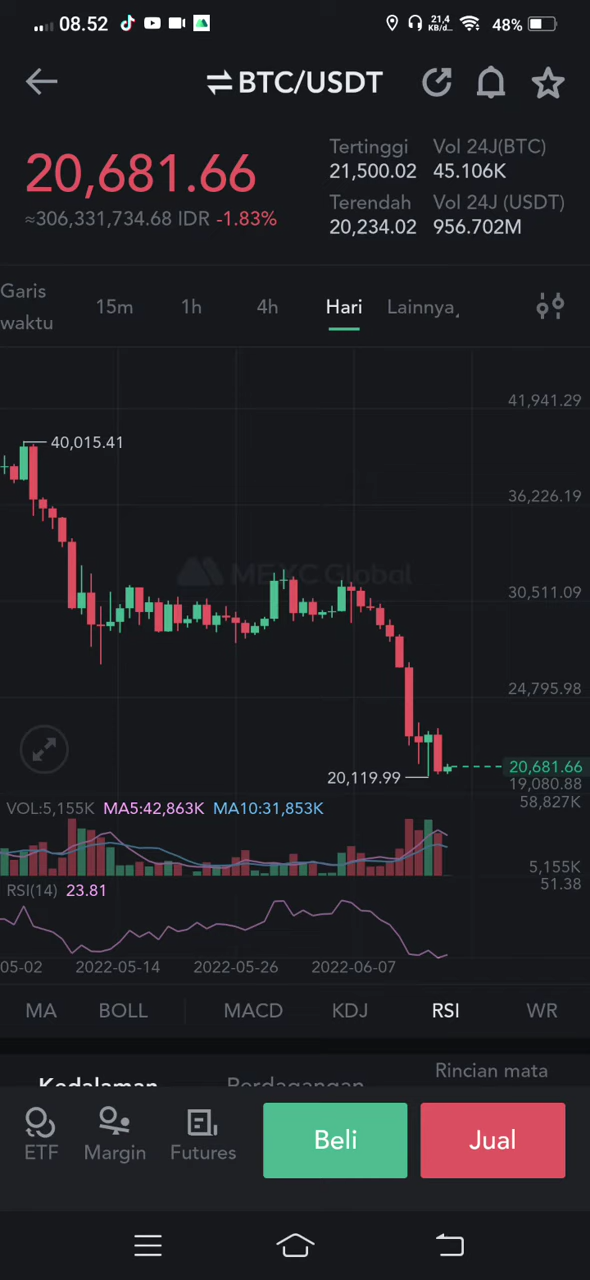 08.52 21,4 KB/d... 48%
BTC/USDT
20,681.66
≈306,331,734.68 IDR -1.83%
Tertinggi Vol 24J(BTC)
21,500.02 45.106K
Terendah Vol 24J (USDT)
20,234.02 956.702M
Garis waktu 15m 1h 4h Hari Lainnya
41,941.29
40,015.41
36,226.19
MEXC Global
30,511.09
24,795.98
20,681.66
20,119.99
19,080.88
VOL:5,155K MA5:42,863K MA10:31,852K 58,827K
5,155K
RSI(14) 23.81 51.38
05-02 2022-05-14 2022-05-26 2022-06-07
MA BOLL MACD KDJ RSI WR
Kedalaman Perdagangan Rincian mata
ETF Margin Futures Beli Jual